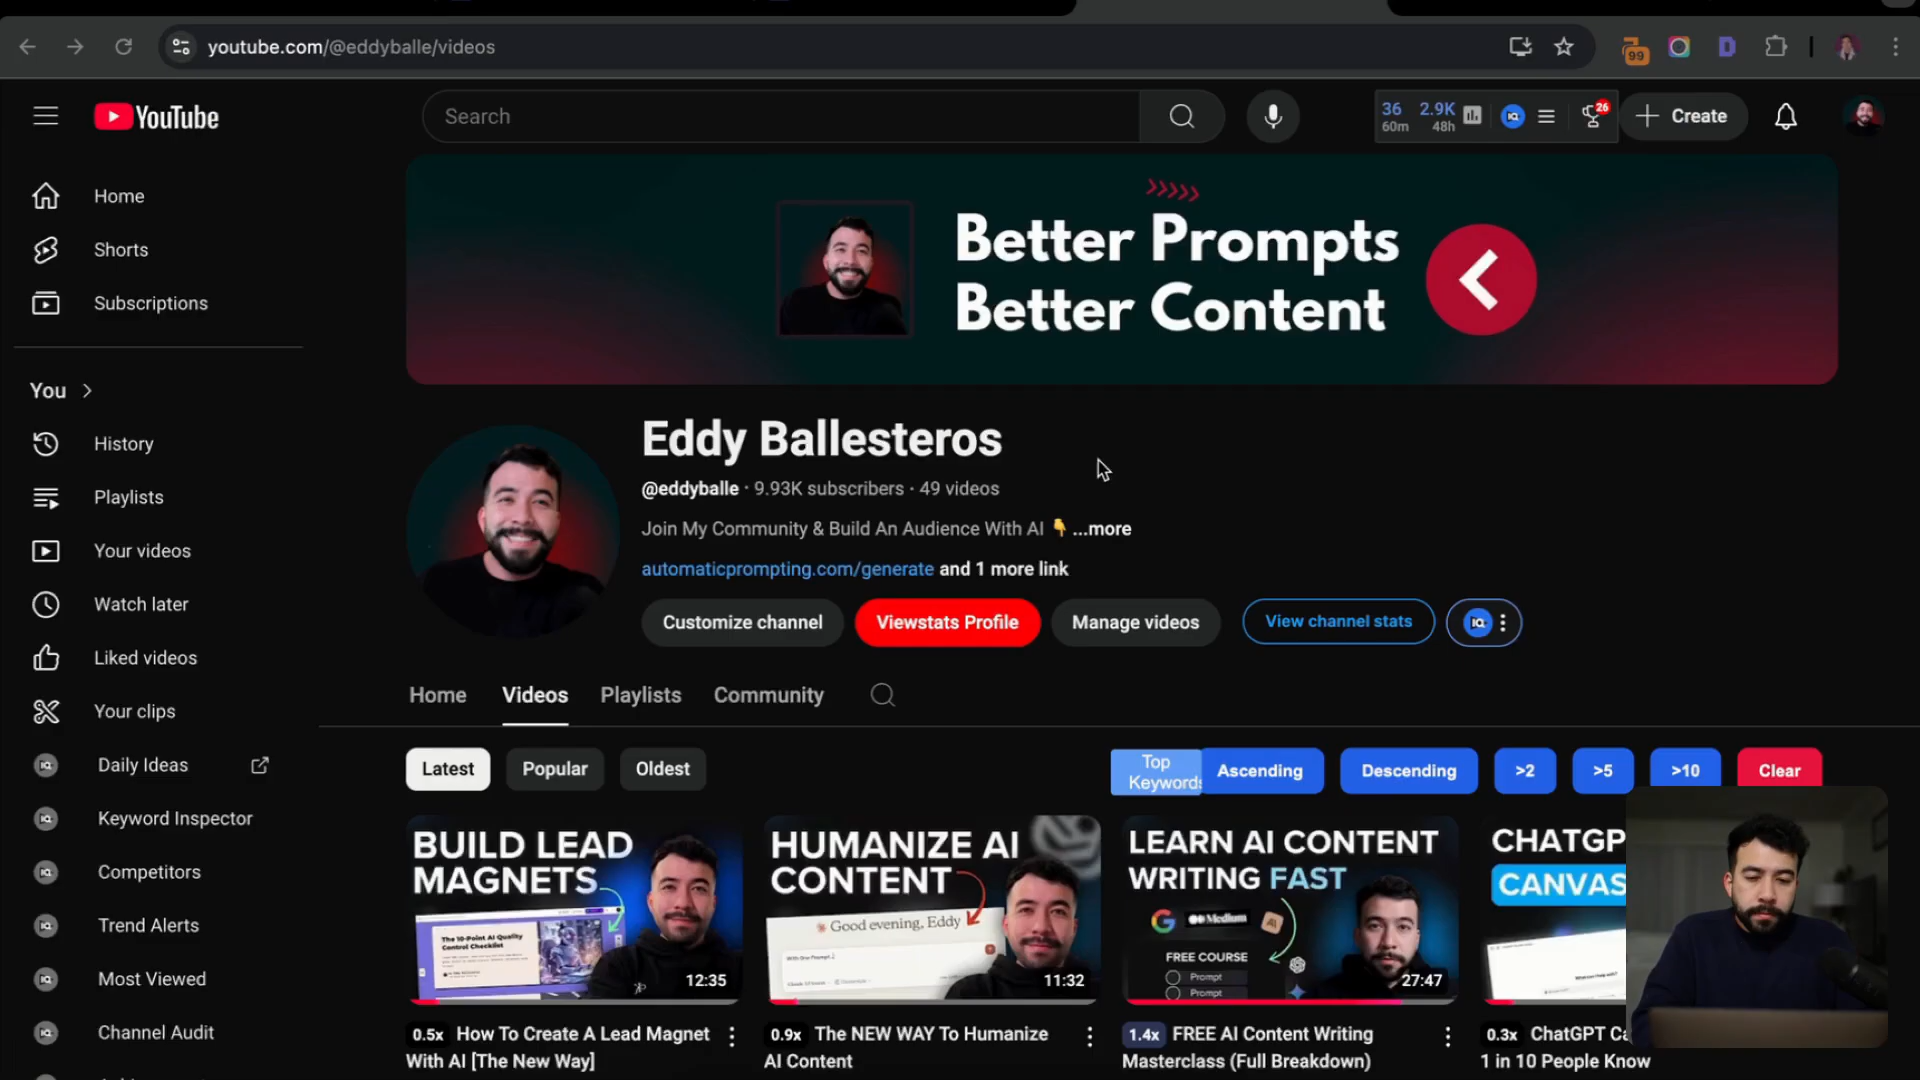 youtube.com/@eddyballe/videos
99
D
YouTube
Search
36
60m
2.9K
48h
IQ
26
Create
Home
Shorts
Subscriptions
You
History
Playlists
Your videos
Watch later
Liked videos
Your clips
Daily Ideas
Keyword Inspector
Competitors
Trend Alerts
Most Viewed
Channel Audit
Better Prompts
Better Content
Eddy Ballesteros
@eddyballe · 9.93K subscribers · 49 videos
Join My Community & Build An Audience With AI 👇 ...more
automaticprompting.com/generate and 1 more link
Customize channel
Viewstats Profile
Manage videos
View channel stats
IQ
Home
Videos
Playlists
Community
Latest
Popular
Oldest
Top
Keywords
Ascending
Descending
>2
>5
>10
Clear
BUILD LEAD
MAGNETS
The 10-Point AI Quality
Control Checklist
12:35
0.5x How To Create A Lead Magnet
With AI [The New Way]
HUMANIZE AI
CONTENT
Good evening, Eddy
11:32
0.9x The NEW WAY To Humanize
AI Content
LEARN AI CONTENT
WRITING FAST
G
Medium
AI
FREE COURSE
Prompt
Prompt
27:47
1.4x FREE AI Content Writing
Masterclass (Full Breakdown)
CHATGP
CANVAS
0.3x ChatGPT Ca
1 in 10 People Know